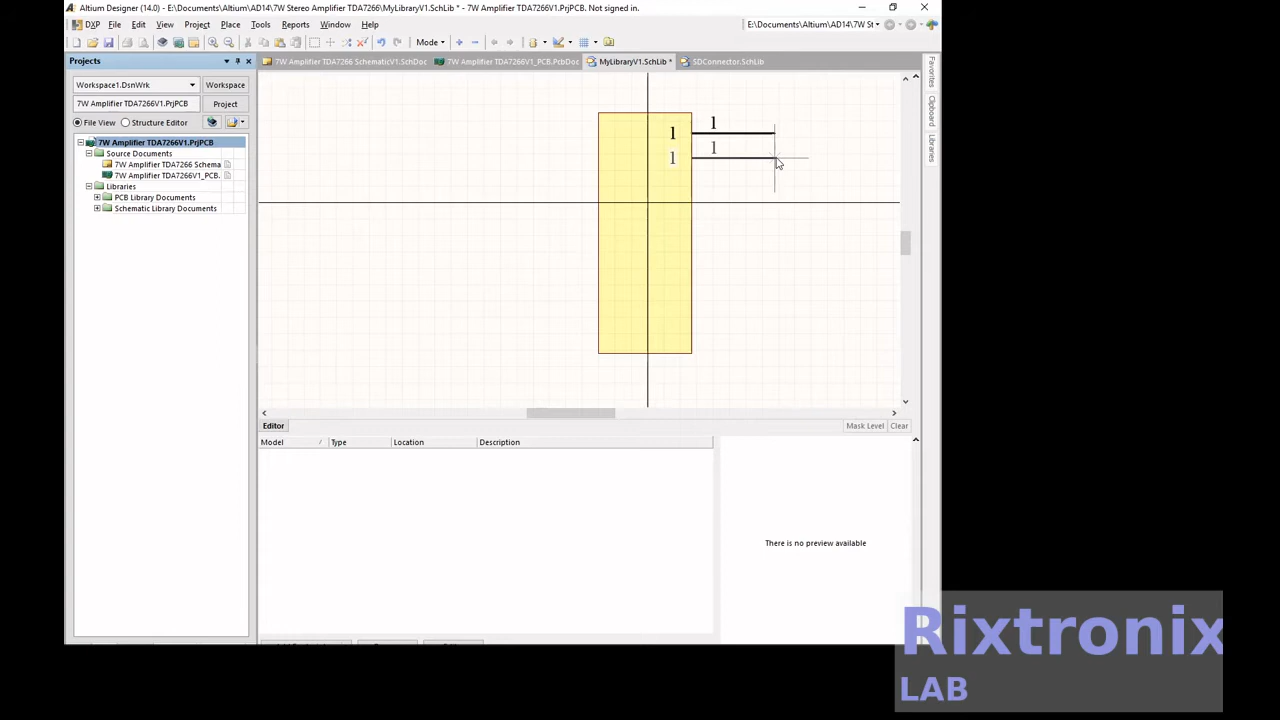 Altium Designer (14.0) - E:\Documents\Altium\AD14\7W Stereo Amplifier TDA7266\MyLibraryV1.SchLib * - 7W Amplifier TDA7266V1.PrjPCB. Not signed in.
DXP File Edit View Project Place Tools Reports Window Help
E:\Documents\Altium\AD14\7W St
Mode
Projects
7W Amplifier TDA7266 SchematicV1.SchDoc
7W Amplifier TDA7266V1_PCB.PcbDoc
MyLibraryV1.SchLib *
SDConnector.SchLib
Workspace1.DsnWrk
Workspace
7W Amplifier TDA7266V1.PrjPCB
Project
File View
Structure Editor
7W Amplifier TDA7266V1.PrjPCB
Source Documents
7W Amplifier TDA7266 Schema
7W Amplifier TDA7266V1_PCB.
Libraries
PCB Library Documents
Schematic Library Documents
1
1
1
1
Favorites
Clipboard
Libraries
Editor
Mask Level
Clear
Model
Type
Location
Description
There is no preview available
Rixtronix
LAB